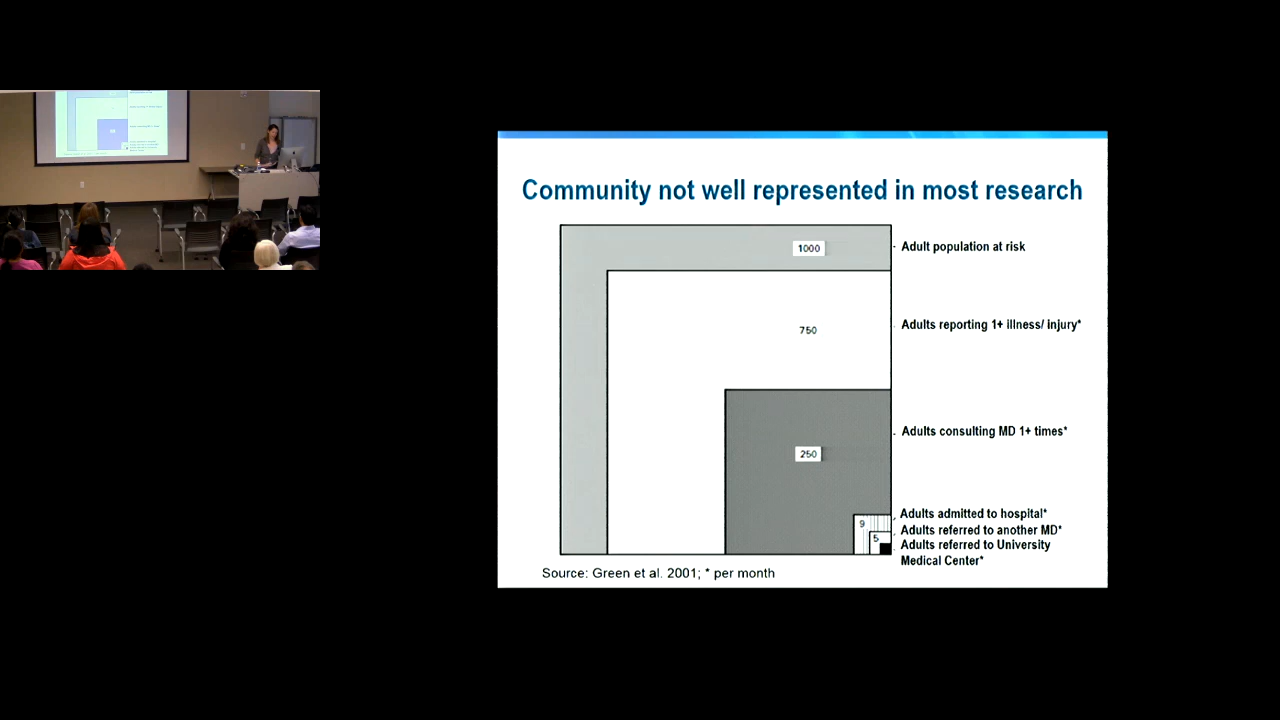 Community not well represented in most research
1000
Adult population at risk
750
Adults reporting 1+ illness/ injury*
250
Adults consulting MD 1+ times*
9
Adults admitted to hospital*
5
Adults referred to another MD*
Adults referred to University
Medical Center*
Source: Green et al. 2001; * per month